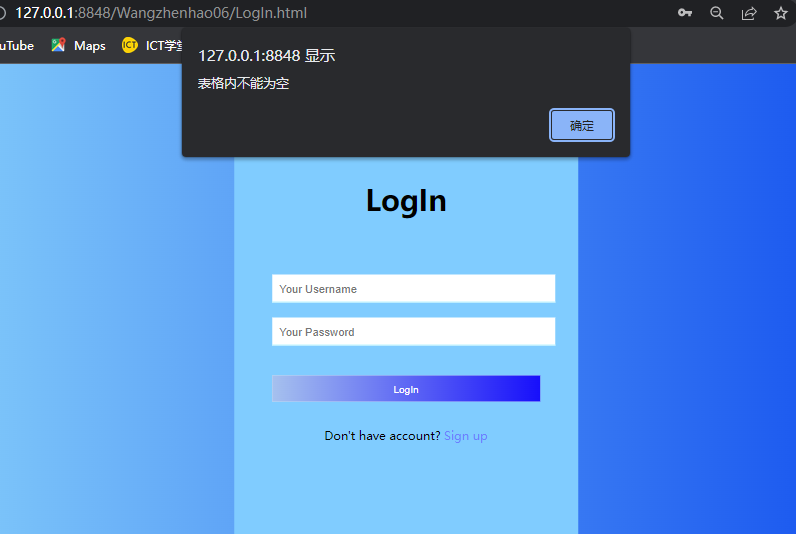 127.0.0.1:8848/Wangzhenhao06/LogIn.html
uTube Maps ICT ICT学堂
127.0.0.1:8848 显示
表格内不能为空
确定
LogIn
Your Username
Your Password
LogIn
Don't have account? Sign up